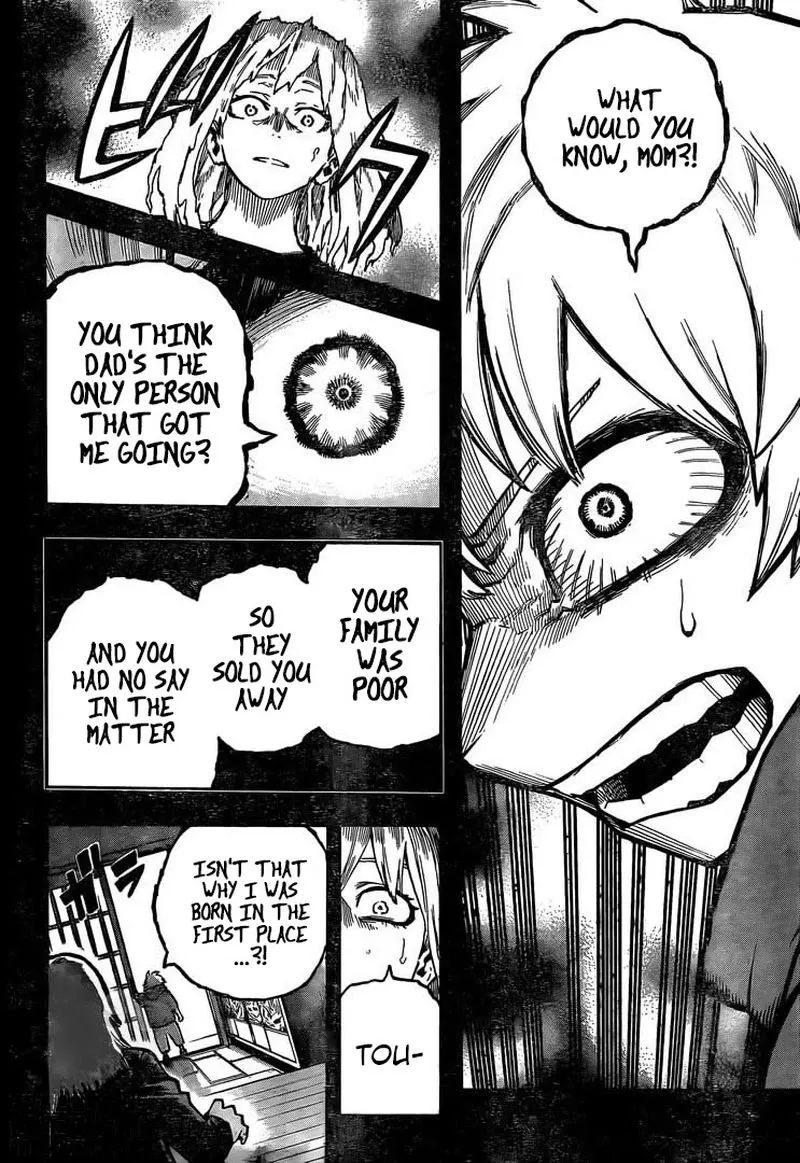 WHAT
WOULD YOU
KNOW, MOM?!
ビ
ク
YOU THINK
DAD'S THE
ONLY PERSON
THAT GOT
ME GOING?
YOUR
FAMILY
WAS
POOR
SO
THEY
SOLD YOU
AWAY
AND YOU
HAD NO SAY
IN THE
MATTER
TOU-
ISN'T THAT
WHY I WAS
BORN IN THE
FIRST PLACE
...?!